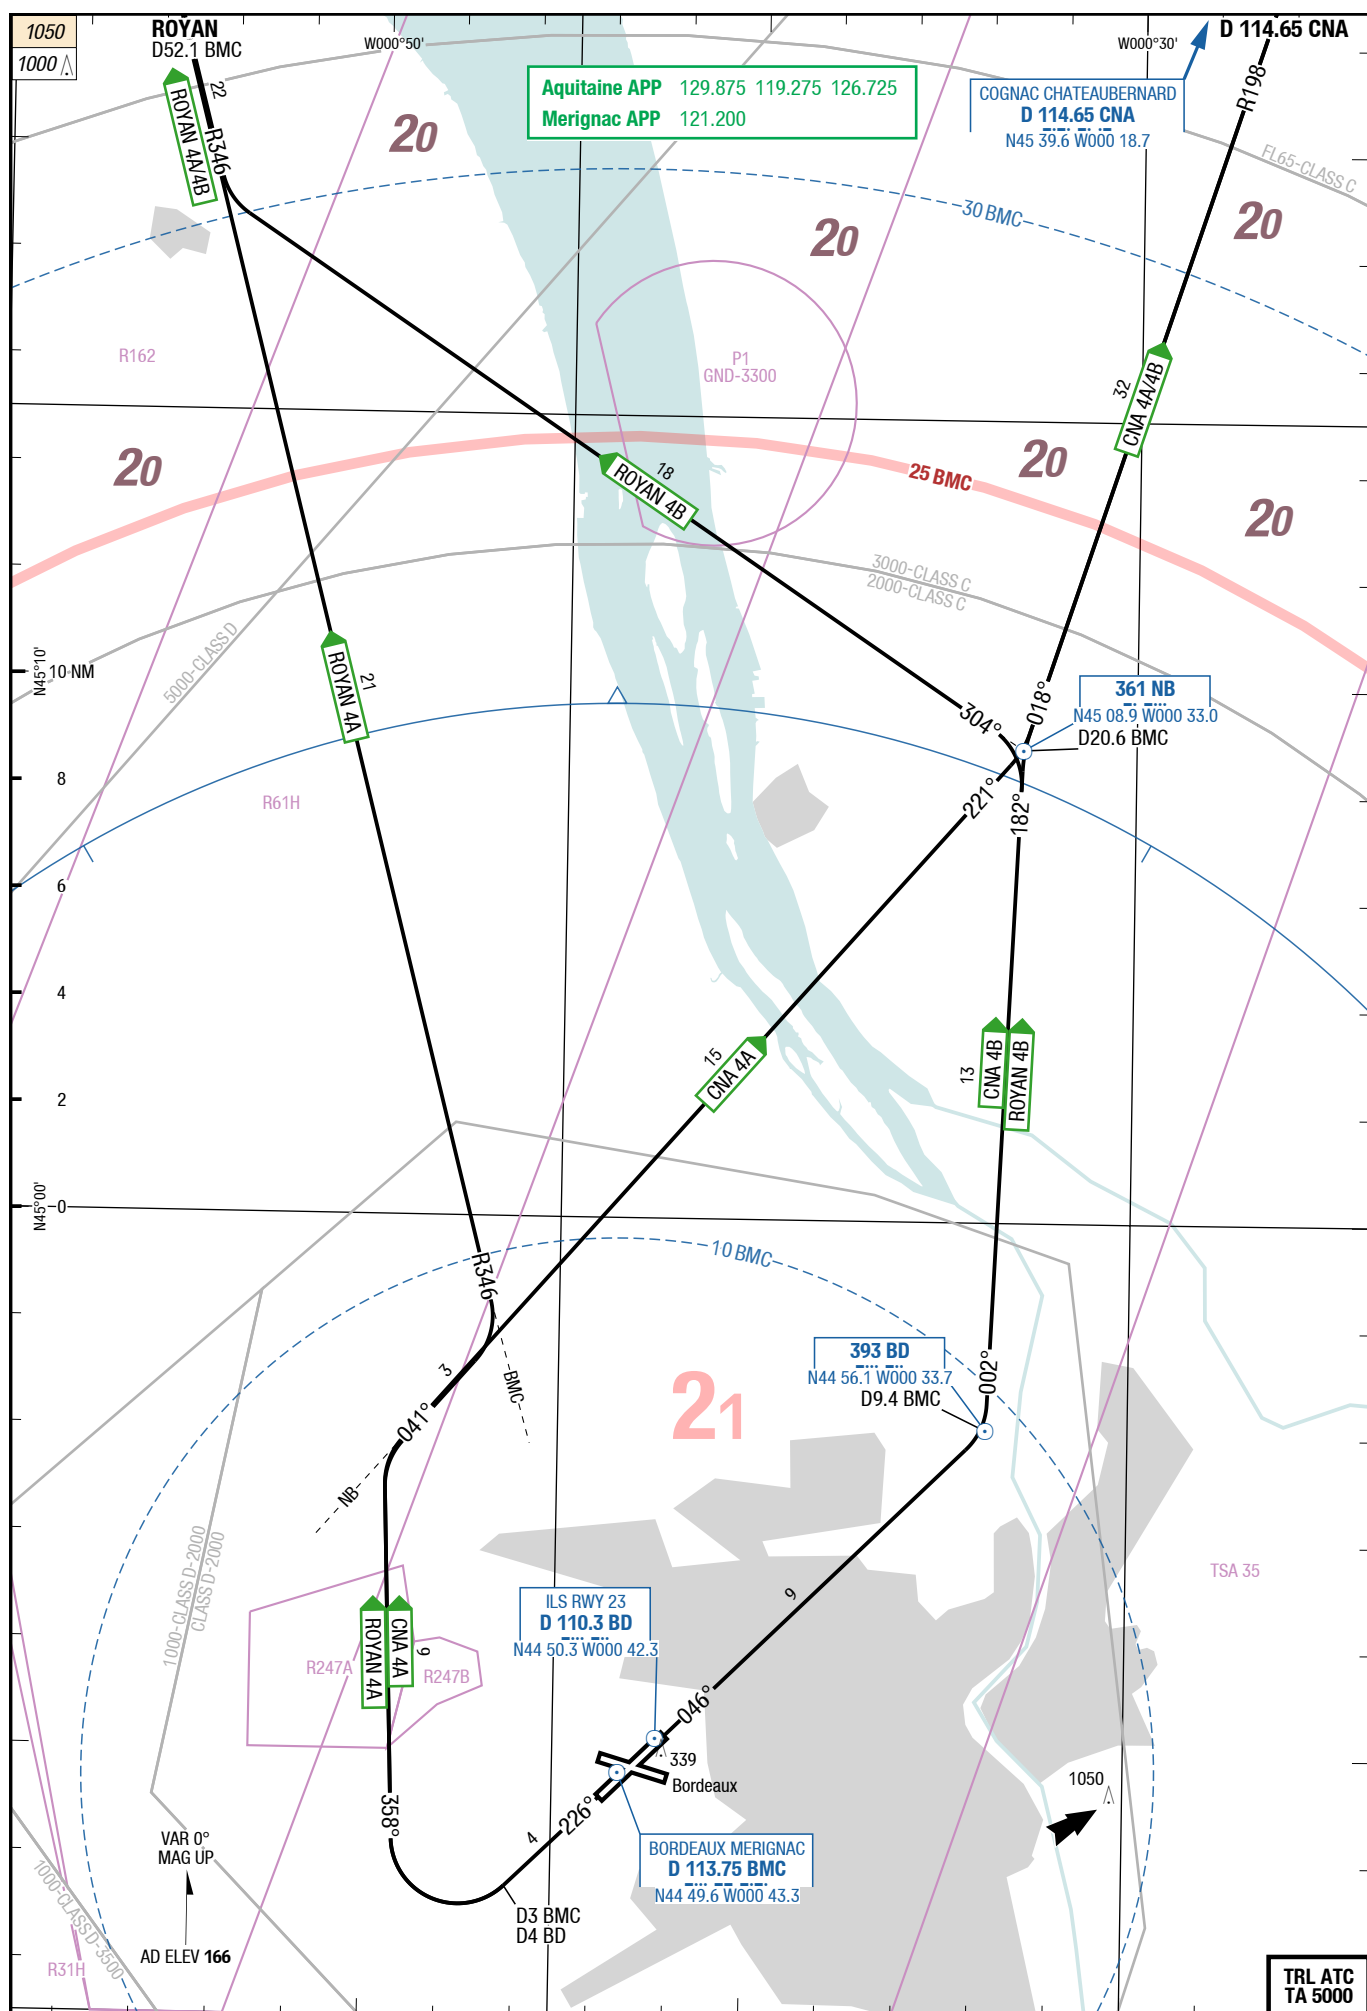 1050
1000
ROYAN
D52.1 BMC
W000°50'
W000°30'
D 114.65 CNA
Aquitaine APP 129.875 119.275 126.725
Merignac APP 121.200
COGNAC CHATEAUBERNARD
D 114.65 CNA
N45 39.6 W000 18.7
22
R346
ROYAN 4A/4B
20
R198
FL65-CLASS C
30 BMC
20
20
R162
P1
GND-3300
32
CNA 4A/4B
20
18
ROYAN 4B
25 BMC
20
20
3000-CLASS C
2000-CLASS C
5000-CLASS D
N45°10'
10 NM
ROYAN 4A
21
304°
018°
361 NB
N45 08.9 W000 33.0
D20.6 BMC
8
R61H
221°
182°
6
4
15
CNA 4A
13
CNA 4B
ROYAN 4B
2
N45°00'
0
R346
10 BMC
3
BMC
393 BD
N44 56.1 W000 33.7
D9.4 BMC
002°
21
041°
NB
1000-CLASS D-2000
CLASS D-2000
TSA 35
9
ILS RWY 23
D 110.3 BD
N44 50.3 W000 42.3
ROYAN 4A
CNA 4A
9
R247A
R247B
046°
339
Bordeaux
1050
358°
4
226°
VAR 0°
MAG UP
BORDEAUX MERIGNAC
D 113.75 BMC
N44 49.6 W000 43.3
1000-CLASS D-3500
D3 BMC
D4 BD
AD ELEV 166
R31H
TRL ATC
TA 5000